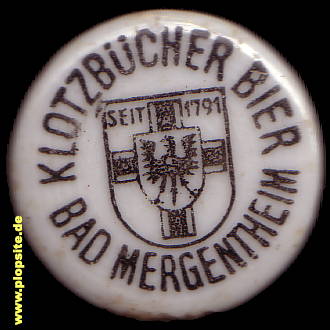 KLOTZBÜCHER BIER
SEIT 1791
BAD MERGENTHEIM
www.plopsite.de